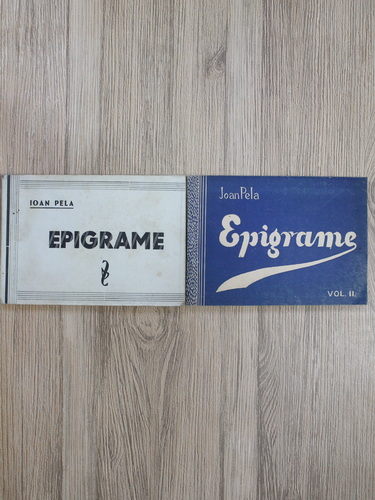 IOAN PELA
EPIGRAME
Ioan Pela
Epigrame
VOL. II.